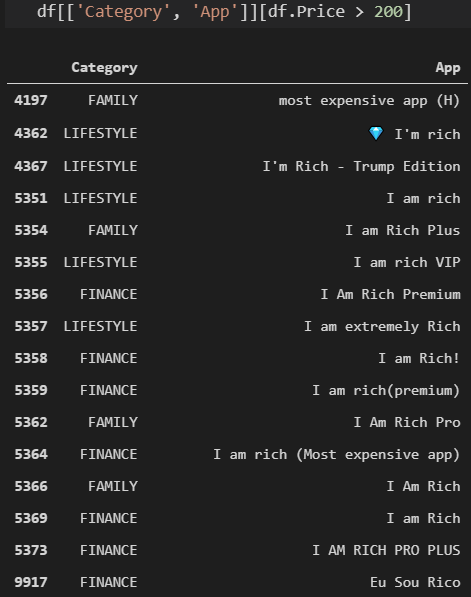 df[['Category', 'App']][df.Price > 200]
Category App
4197 FAMILY most expensive app (H)
4362 LIFESTYLE 💎 I'm rich
4367 LIFESTYLE I'm Rich - Trump Edition
5351 LIFESTYLE I am rich
5354 FAMILY I am Rich Plus
5355 LIFESTYLE I am rich VIP
5356 FINANCE I Am Rich Premium
5357 LIFESTYLE I am extremely Rich
5358 FINANCE I am Rich!
5359 FINANCE I am rich(premium)
5362 FAMILY I Am Rich Pro
5364 FINANCE I am rich (Most expensive app)
5366 FAMILY I Am Rich
5369 FINANCE I am Rich
5373 FINANCE I AM RICH PRO PLUS
9917 FINANCE Eu Sou Rico